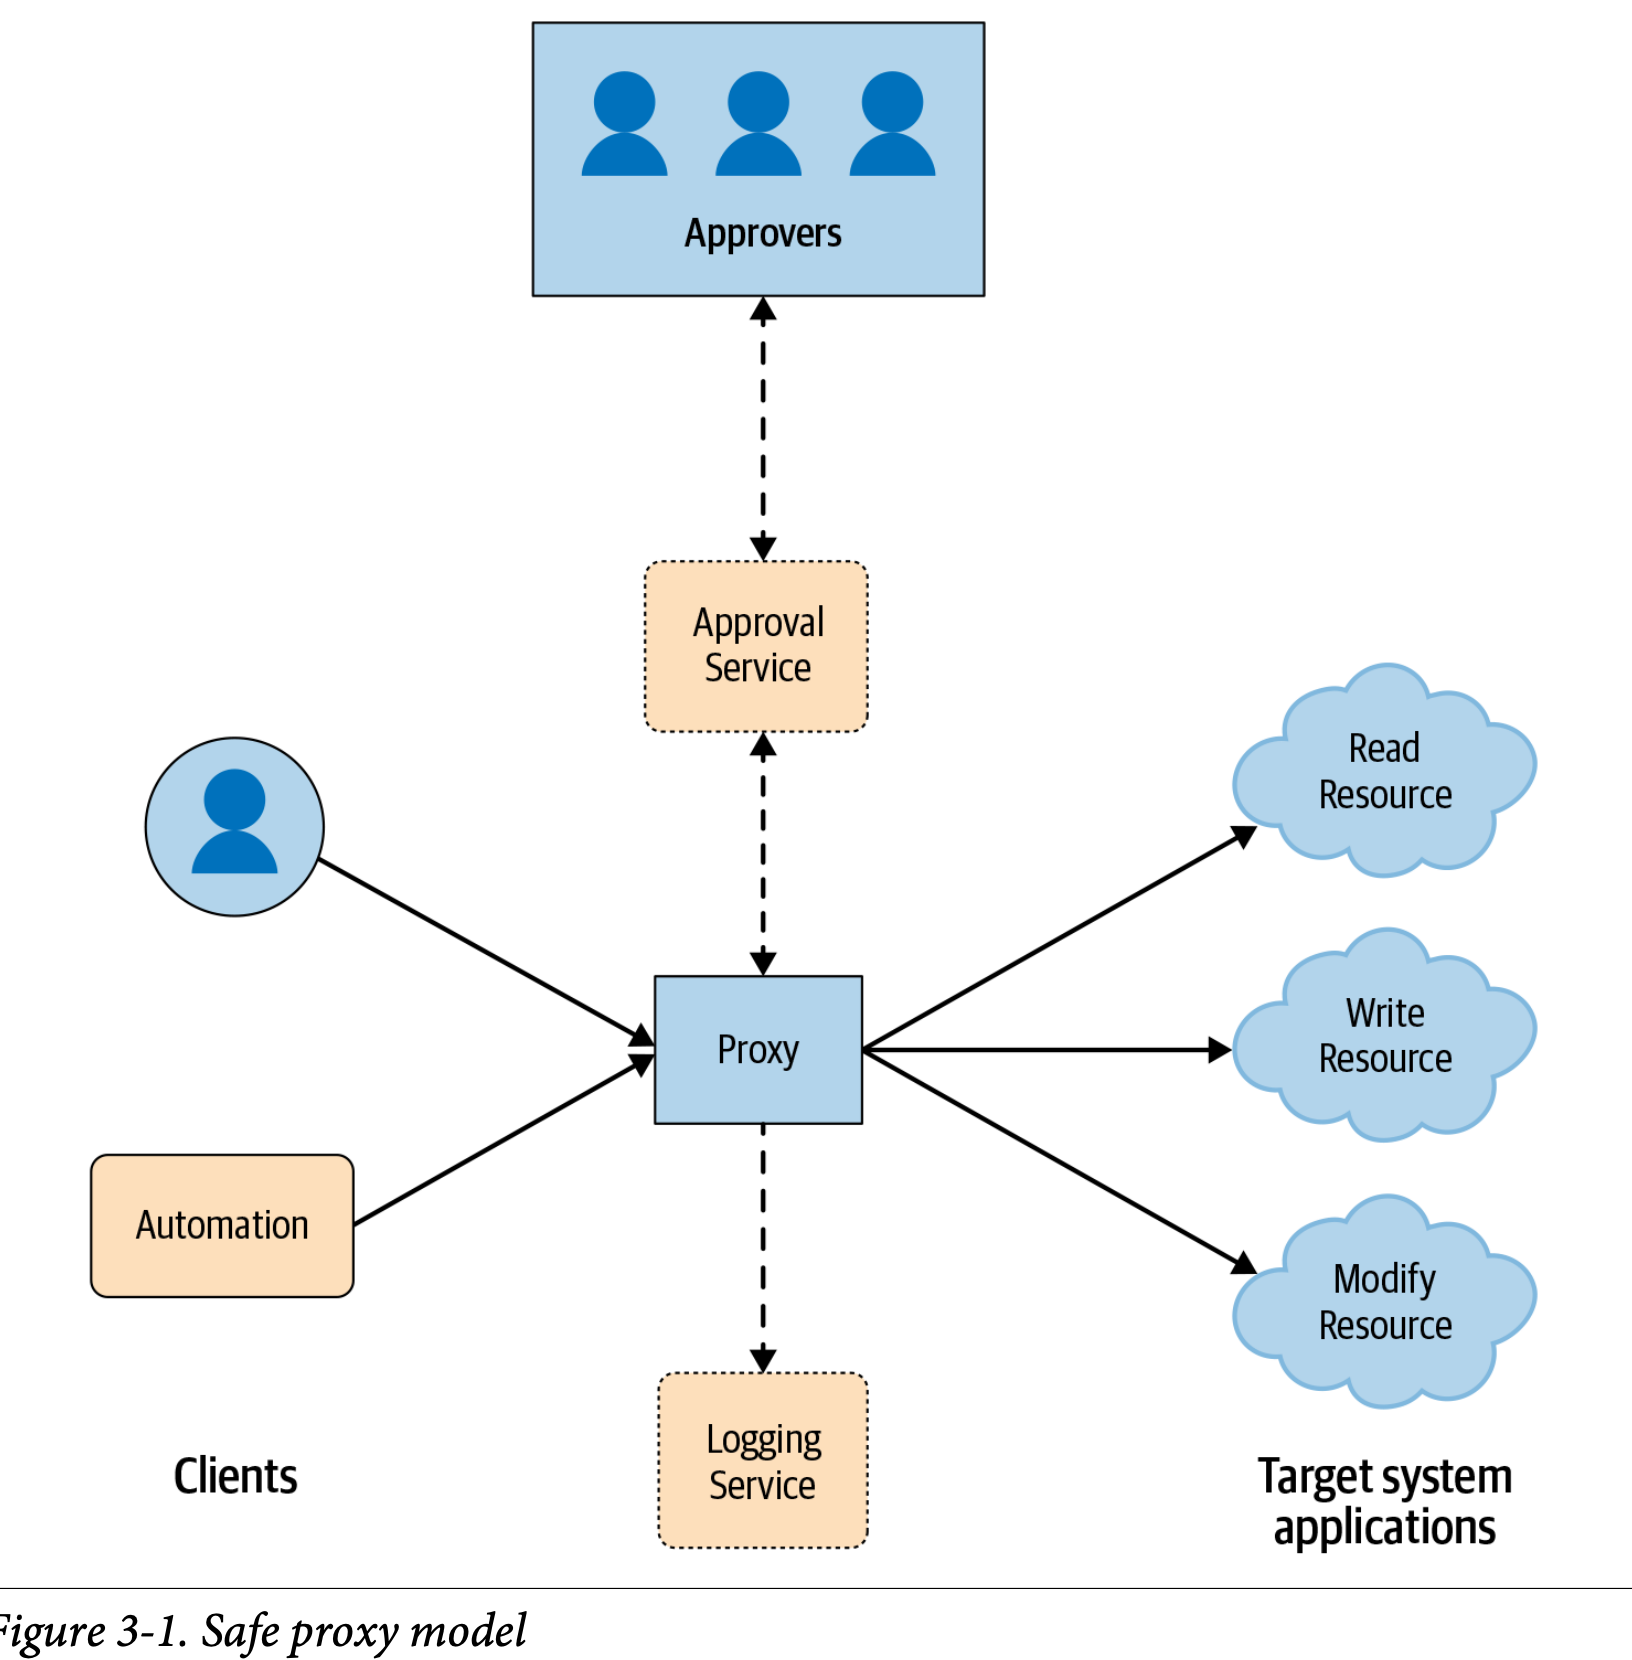 Approvers
Approval
Service
Read
Resource
Write
Resource
Proxy
Automation
Modify
Resource
Logging
Service
Clients
Target system
applications
Figure 3-1. Safe proxy model